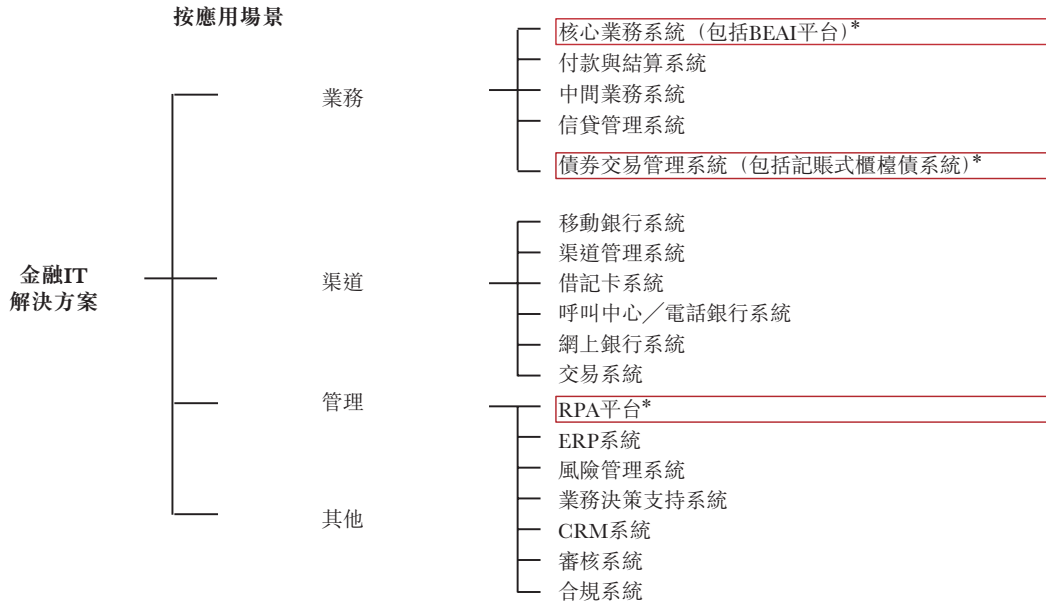 按應用場景
金融IT
解決方案
業務
核心業務系統（包括BEAI平台）*
付款與結算系統
中間業務系統
信貸管理系統
債券交易管理系統（包括記賬式櫃檯債系統）*
渠道
移動銀行系統
渠道管理系統
借記卡系統
呼叫中心／電話銀行系統
網上銀行系統
交易系統
管理
RPA平台*
ERP系統
風險管理系統
業務決策支持系統
CRM系統
審核系統
合規系統
其他